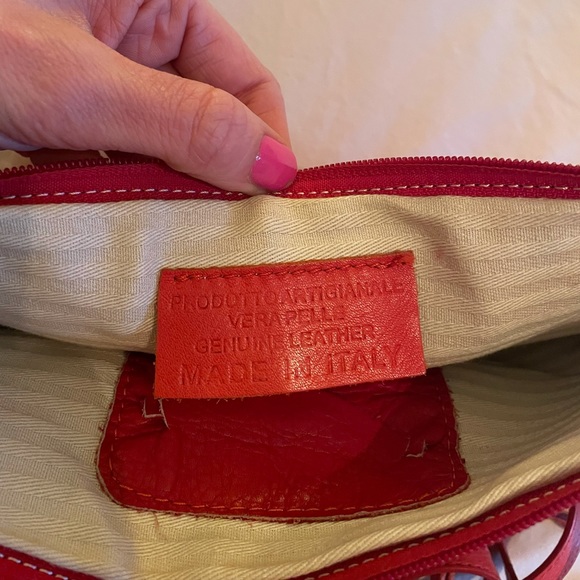 PRODOTTO ARTIGIANALE
VERA PELLE
GENUINE LEATHER
MADE IN ITALY